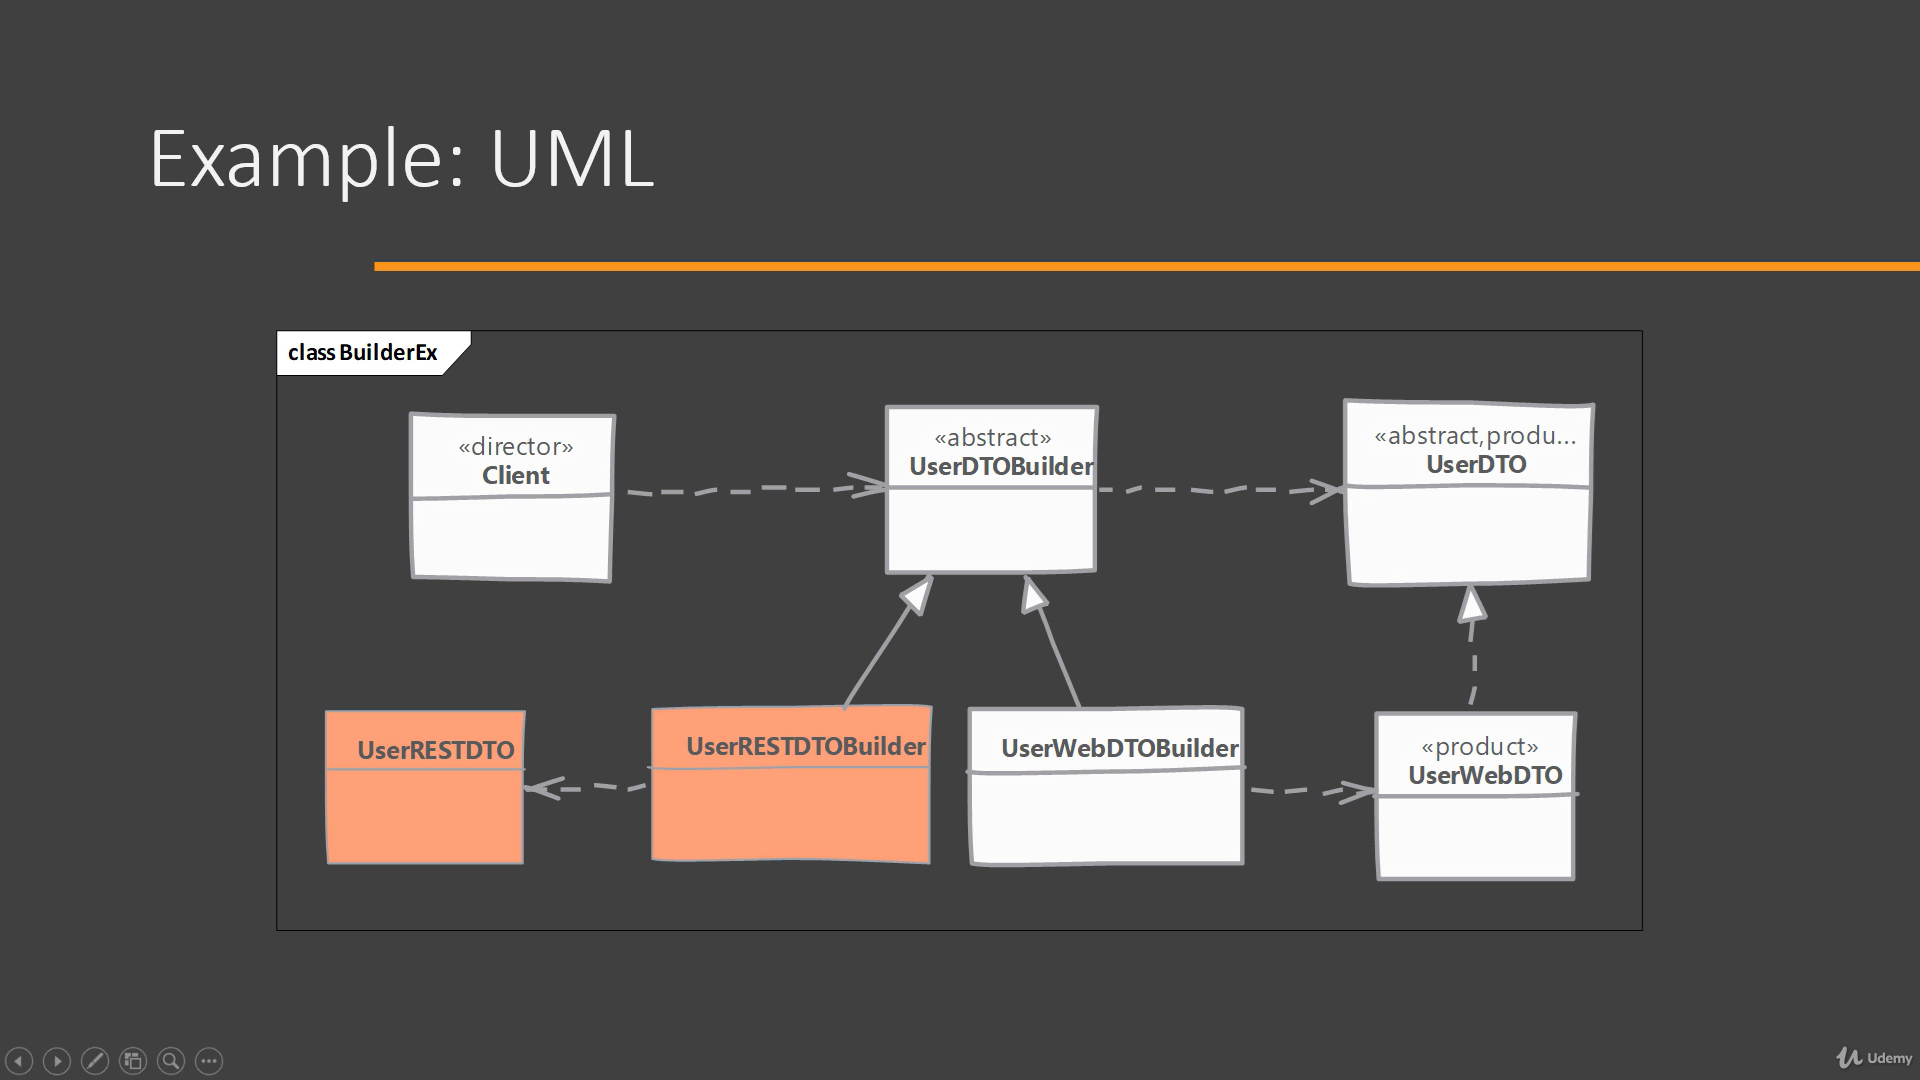 Example: UML
class BuilderEx
«director»
Client
«abstract»
UserDTOBuilder
«abstract,produ...
UserDTO
UserRESTDTO
UserRESTDTOBuilder
UserWebDTOBuilder
«product»
UserWebDTO
Udemy